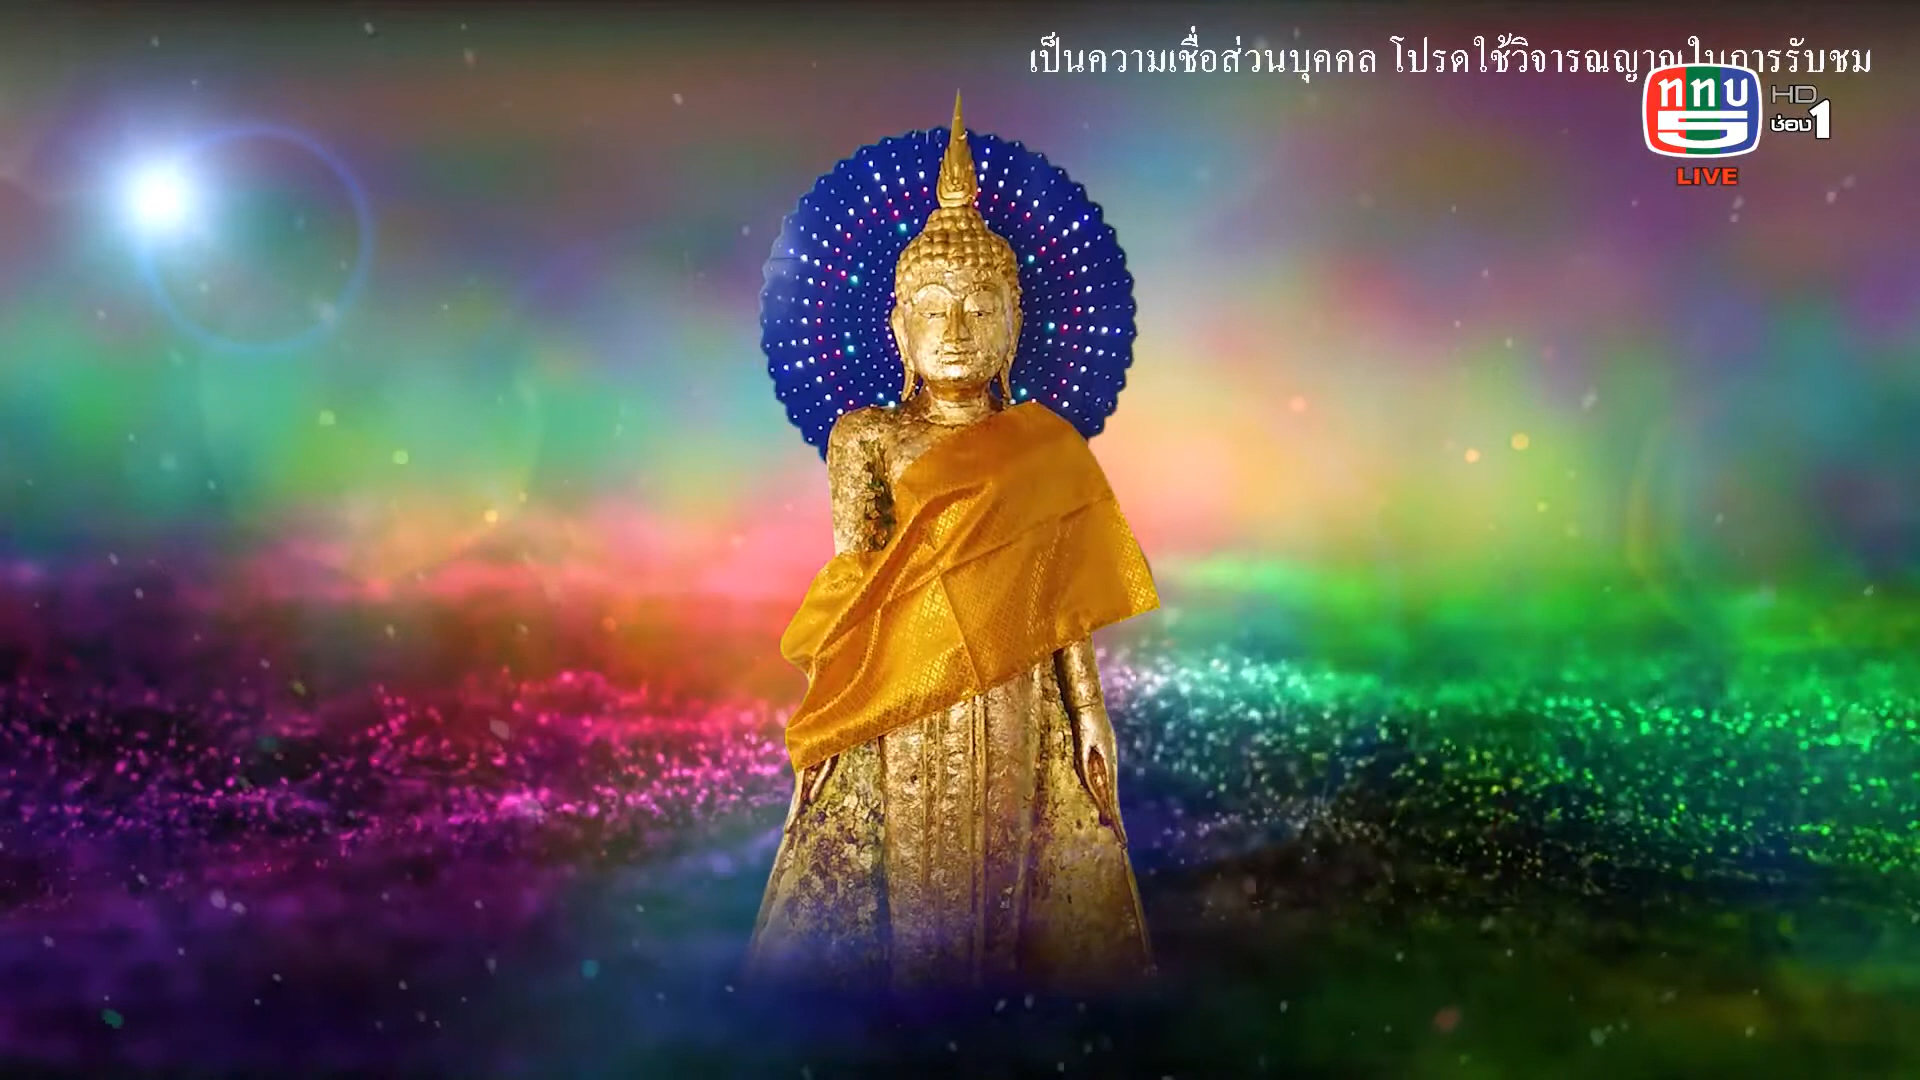 เป็นความเชื่อส่วนบุคคล โปรดใช้วิจารณญาณในการรับชม
ททบ 5
HD
ช่อง 1
LIVE